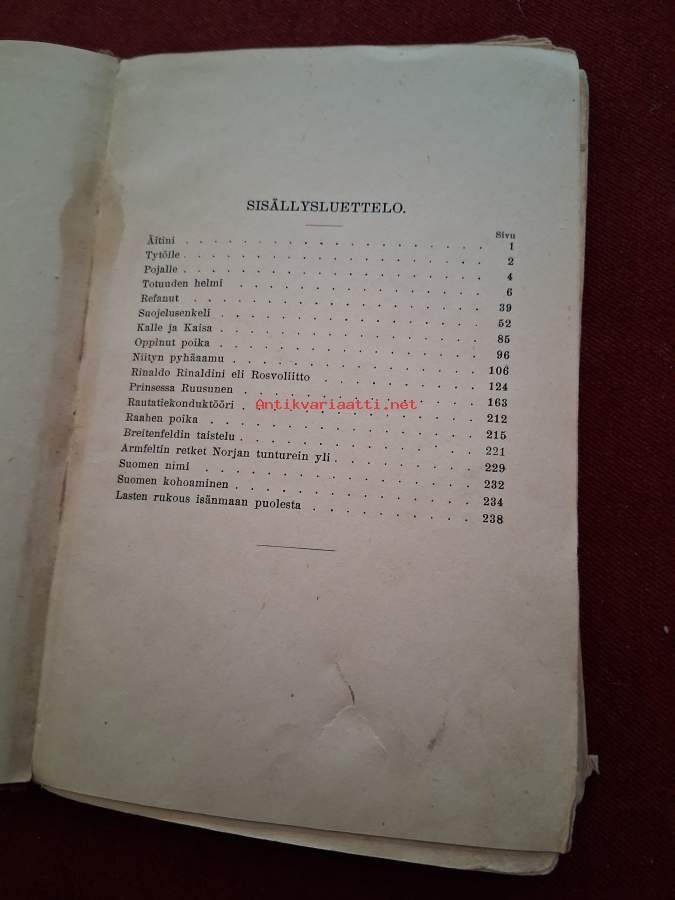 SISÄLLYSLUETTELO.
Sivu
Äitini . . . . . . . . . . . . . . . . . . . 1
Tytölle . . . . . . . . . . . . . . . . . . . 2
Pojalle . . . . . . . . . . . . . . . . . . . 4
Totuuden helmi . . . . . . . . . . . . . . . . 6
Refanut . . . . . . . . . . . . . . . . . . 39
Suojelusenkeli . . . . . . . . . . . . . . . . 52
Kalle ja Kaisa . . . . . . . . . . . . . . . . 85
Oppinut poika . . . . . . . . . . . . . . . . 96
Niityn pyhäaamu . . . . . . . . . . . . . . . 106
Rinaldo Rinaldini eli Rosvoliitto . . . . . . . . . . 124
Prinsessa Ruusunen . . . . . . . . . . . . . . 163
Rautatiekonduktööri . . . . . . . . . . . . . . 212
Raahen poika . . . . . . . . . . . . . . . . 215
Breitenfeldin taistelu . . . . . . . . . . . . . . 221
Armfeltin retket Norjan tunturein yli . . . . . . . . . 229
Suomen nimi . . . . . . . . . . . . . . . . 232
Suomen kohoaminen . . . . . . . . . . . . . . 234
Lasten rukous isänmaan puolesta . . . . . . . . . . 238
Antikvariaatti.net